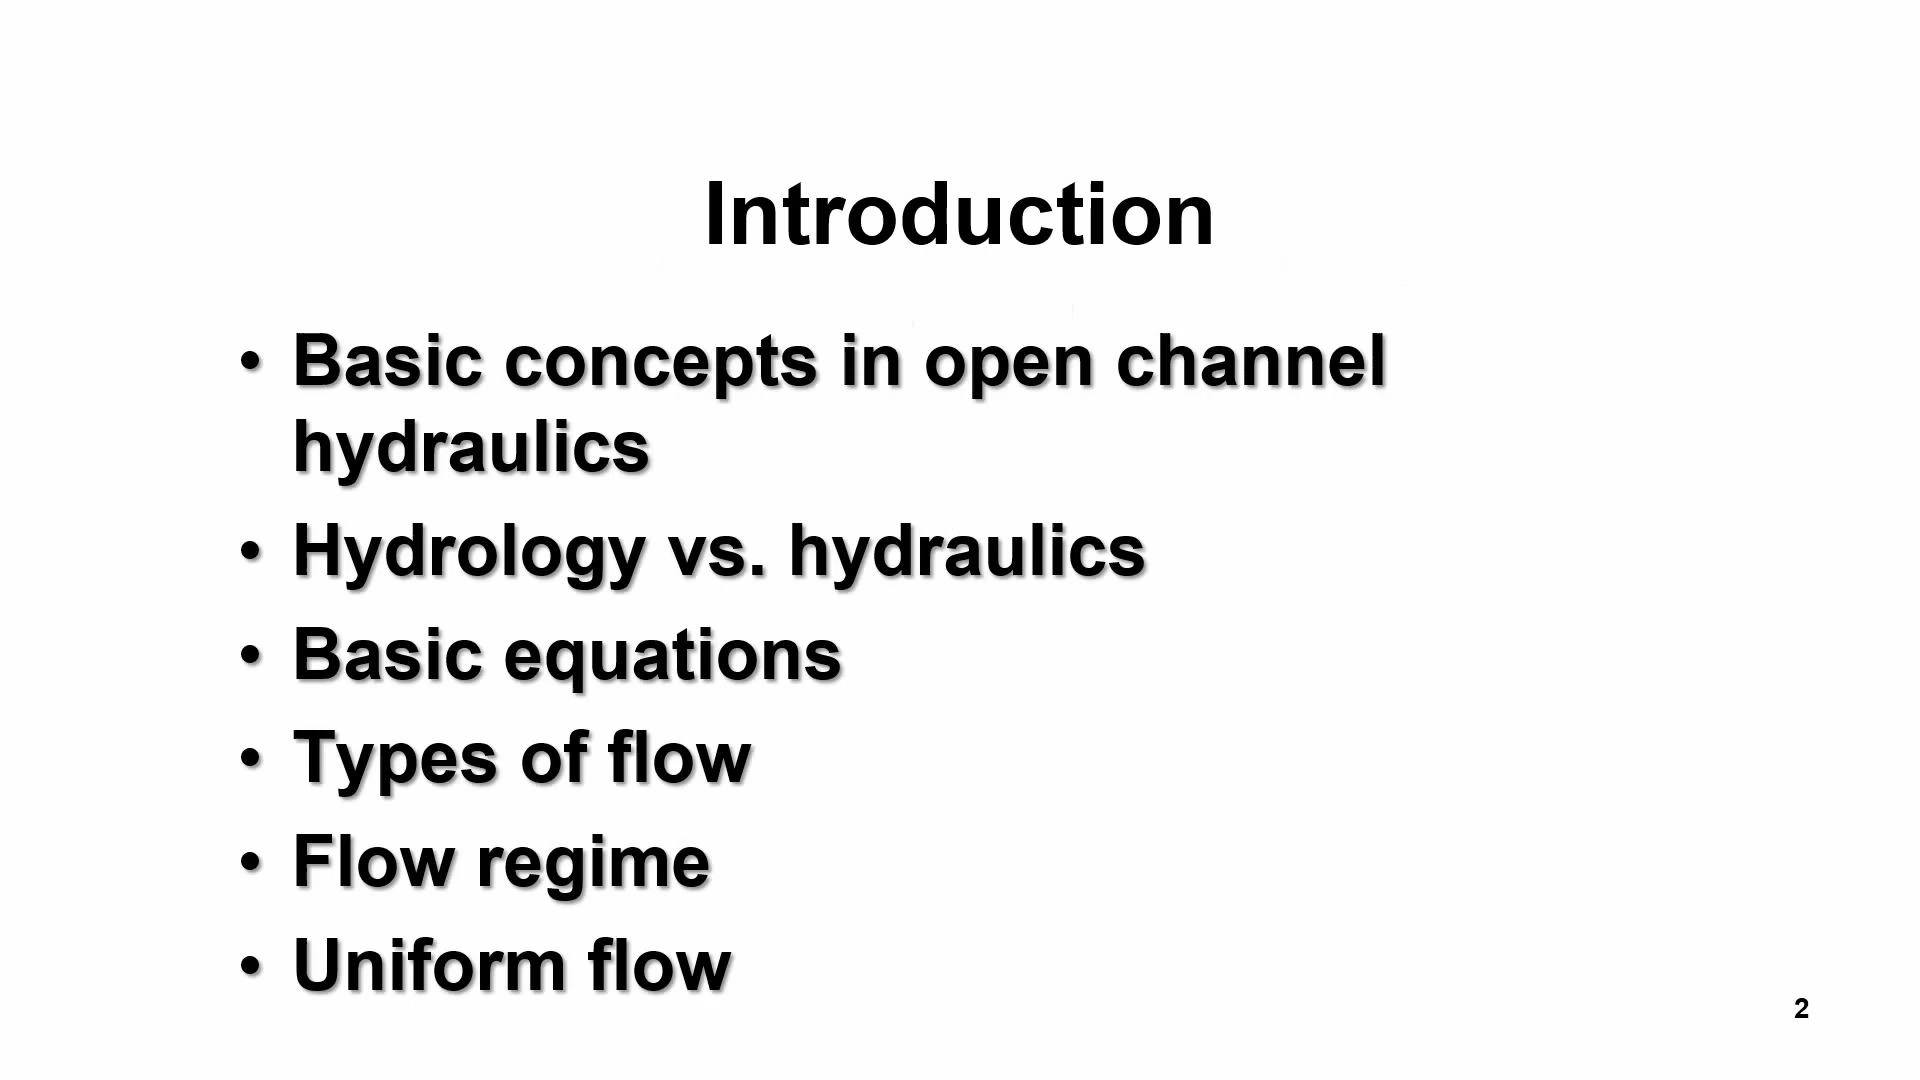 Introduction
• Basic concepts in open channel
hydraulics
• Hydrology vs. hydraulics
• Basic equations
• Types of flow
• Flow regime
• Uniform flow
2